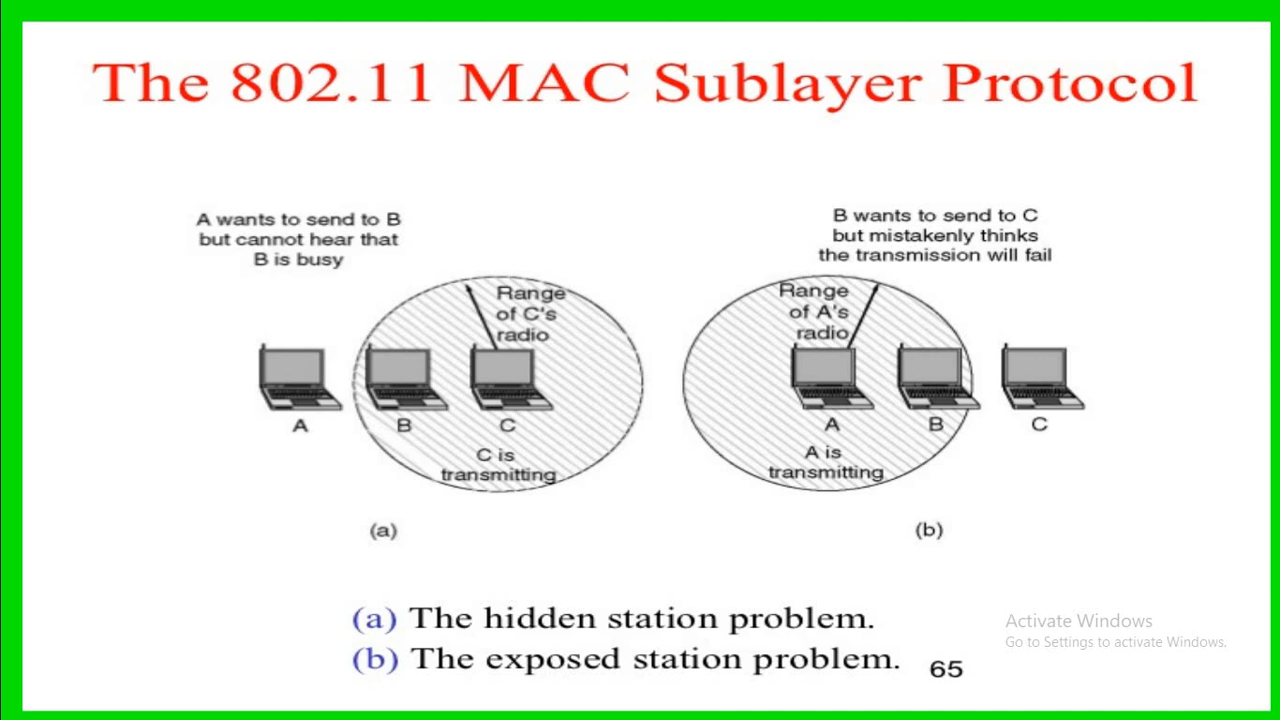 The 802.11 MAC Sublayer Protocol
A wants to send to B
but cannot hear that
B is busy
Range
of C's
radio
A
B
C
C is
transmitting
(a)
B wants to send to C
but mistakenly thinks
the transmission will fail
Range
of A's
radio
A
B
C
A is
transmitting
(b)
(a) The hidden station problem.
(b) The exposed station problem.
65
Activate Windows
Go to Settings to activate Windows.